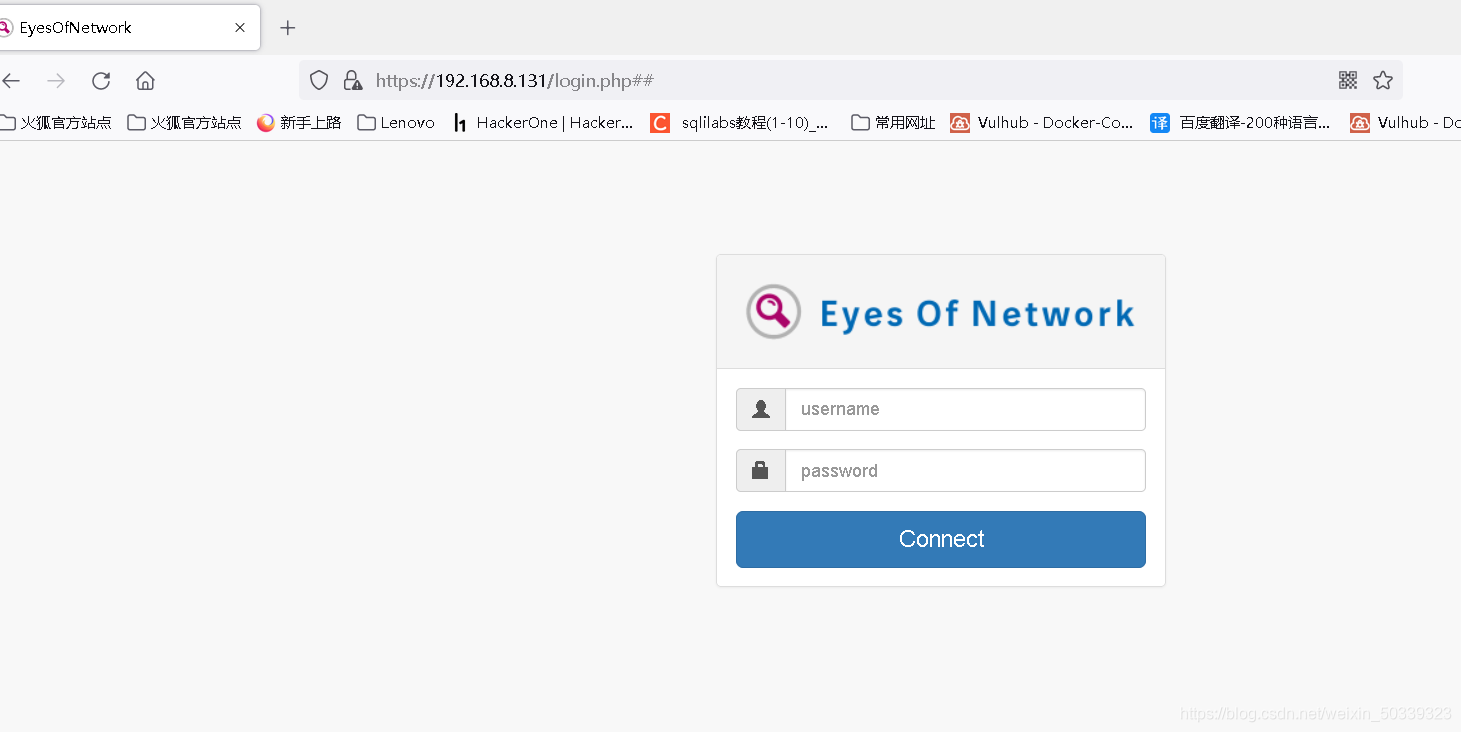 EyesOfNetwork
https://192.168.8.131/login.php##
火狐官方站点 火狐官方站点 新手上路 Lenovo HackerOne | Hacker... sqlilabs教程(1-10)_... 常用网址 Vulhub - Docker-Co... 百度翻译-200种语言... Vulhub - Do
Eyes Of Network
username
password
Connect
https://blog.csdn.net/weixin_50339323